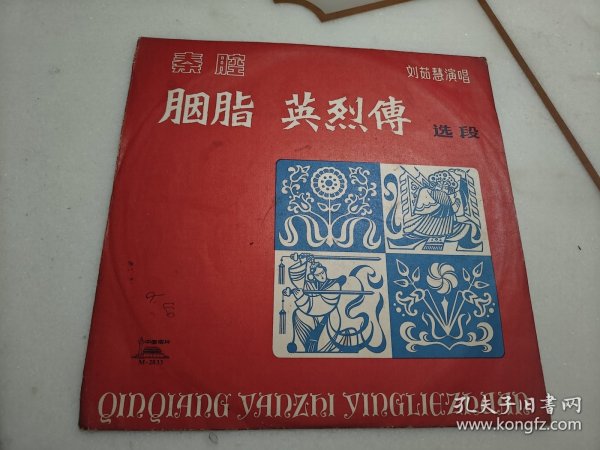 秦腔
刘茹慧演唱
胭脂 英烈傳 选段
中国唱片
M-2833
QINQIANG YANZHI YINGLIEZHUAN
孔夫子旧书网
www.kongfz.com